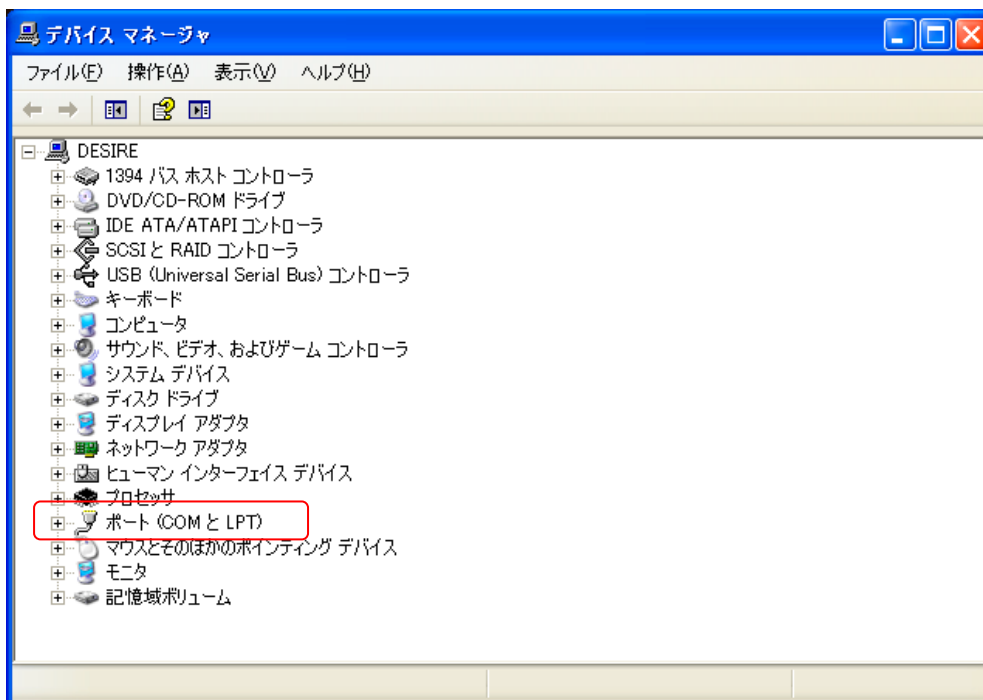 デバイス マネージャ
ファイル(F) 操作(A) 表示(V) ヘルプ(H)
DESIRE
1394 バス ホスト コントローラ
DVD/CD-ROM ドライブ
IDE ATA/ATAPI コントローラ
SCSI と RAID コントローラ
USB (Universal Serial Bus) コントローラ
キーボード
コンピュータ
サウンド、ビデオ、およびゲーム コントローラ
システム デバイス
ディスク ドライブ
ディスプレイ アダプタ
ネットワーク アダプタ
ヒューマン インターフェイス デバイス
プロセッサ
ポート (COM と LPT)
マウスとそのほかのポインティング デバイス
モニタ
記憶域ボリューム